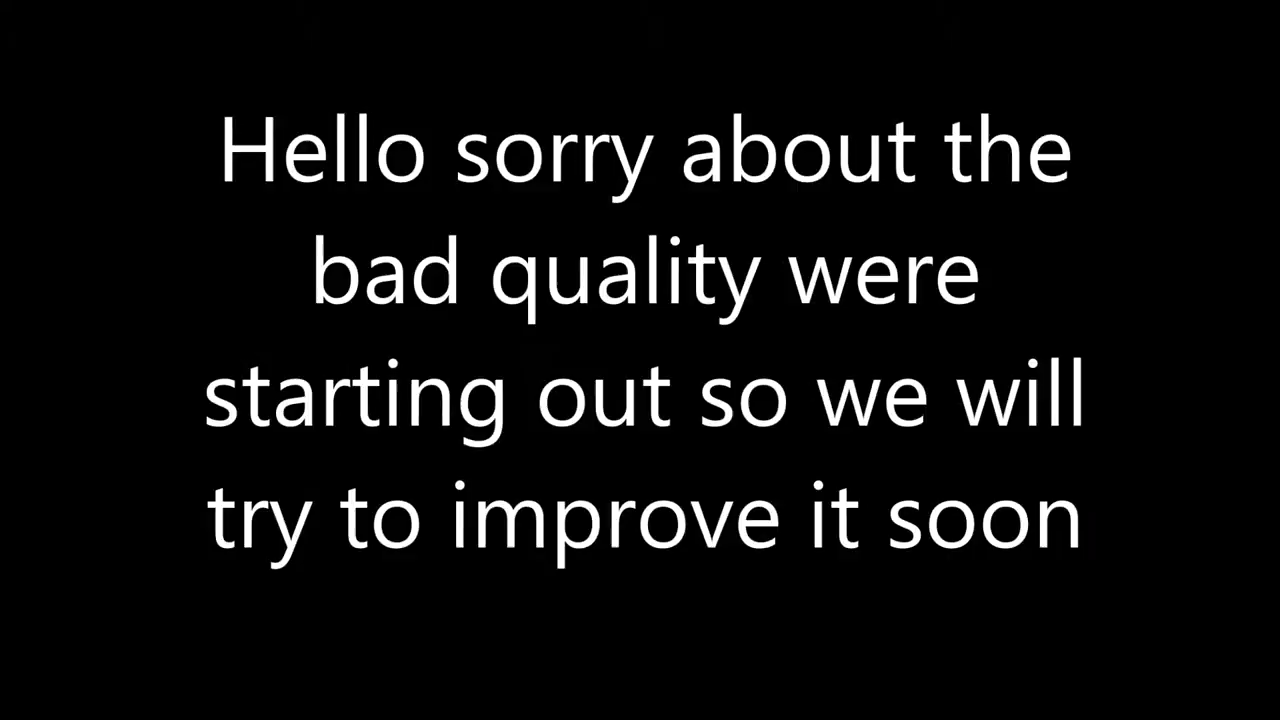 Hello sorry about the
bad quality were
starting out so we will
try to improve it soon